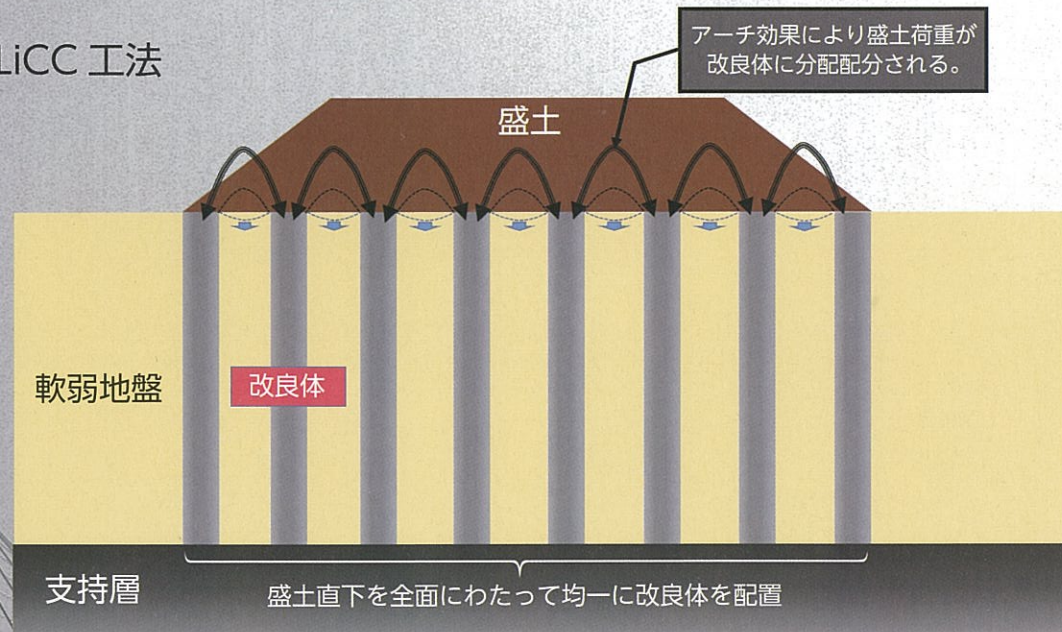 LiCC 工法
アーチ効果により盛土荷重が
改良体に分配配分される。
盛土
軟弱地盤
改良体
支持層
盛土直下を全面にわたって均一に改良体を配置